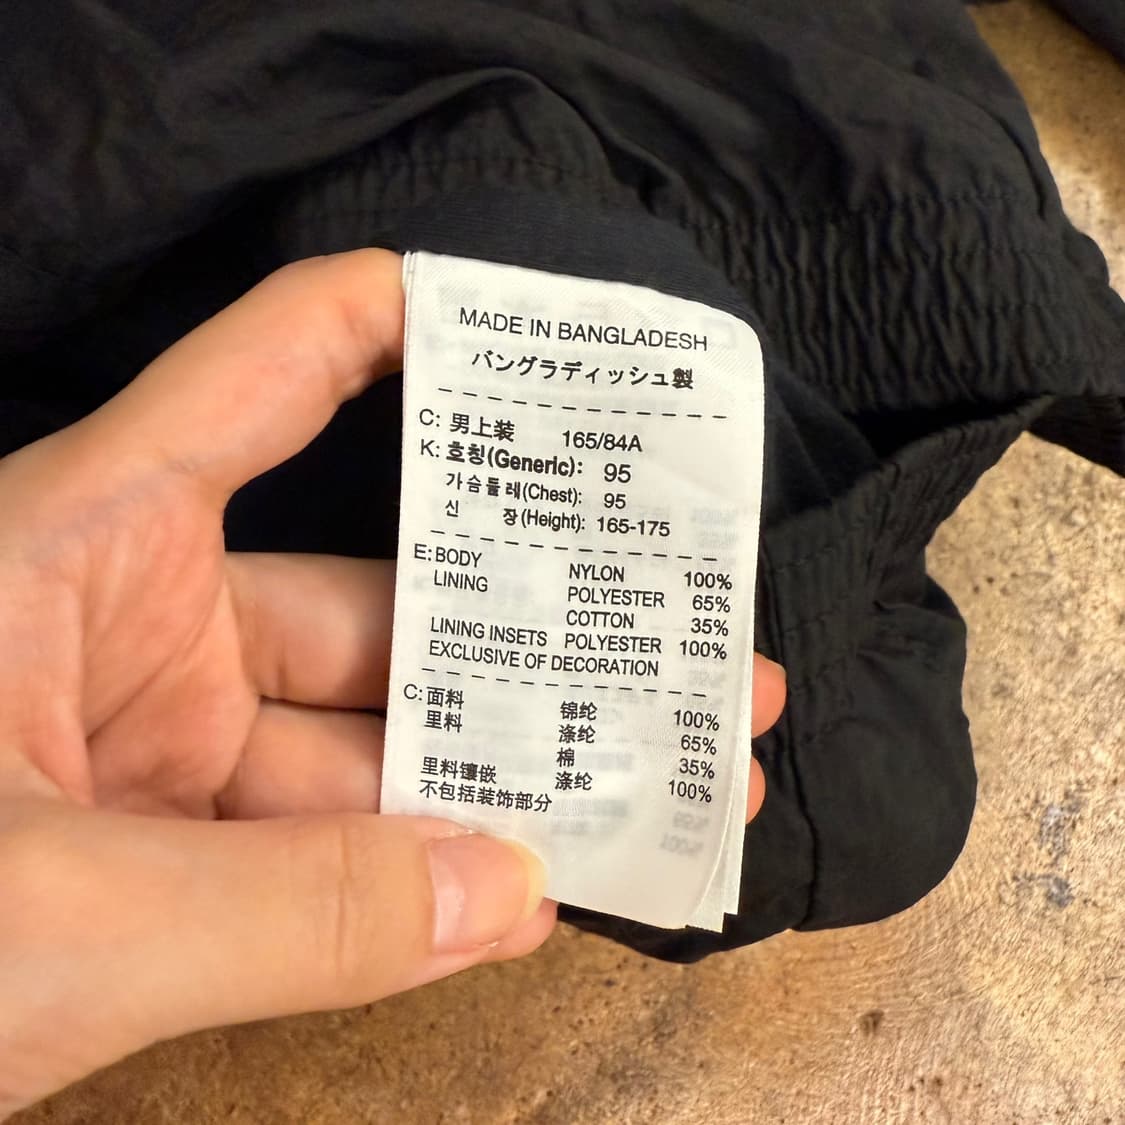 MADE IN BANGLADESH
バングラディッシュ製
C: 男上装 165/84A
K: 호칭(Generic): 95
가슴둘레(Chest): 95
신 장(Height): 165-175
E: BODY NYLON 100%
LINING POLYESTER 65%
COTTON 35%
LINING INSETS POLYESTER 100%
EXCLUSIVE OF DECORATION
C: 面料 锦纶 100%
里料 涤纶 65%
棉 35%
里料镶嵌 涤纶 100%
不包括装饰部分